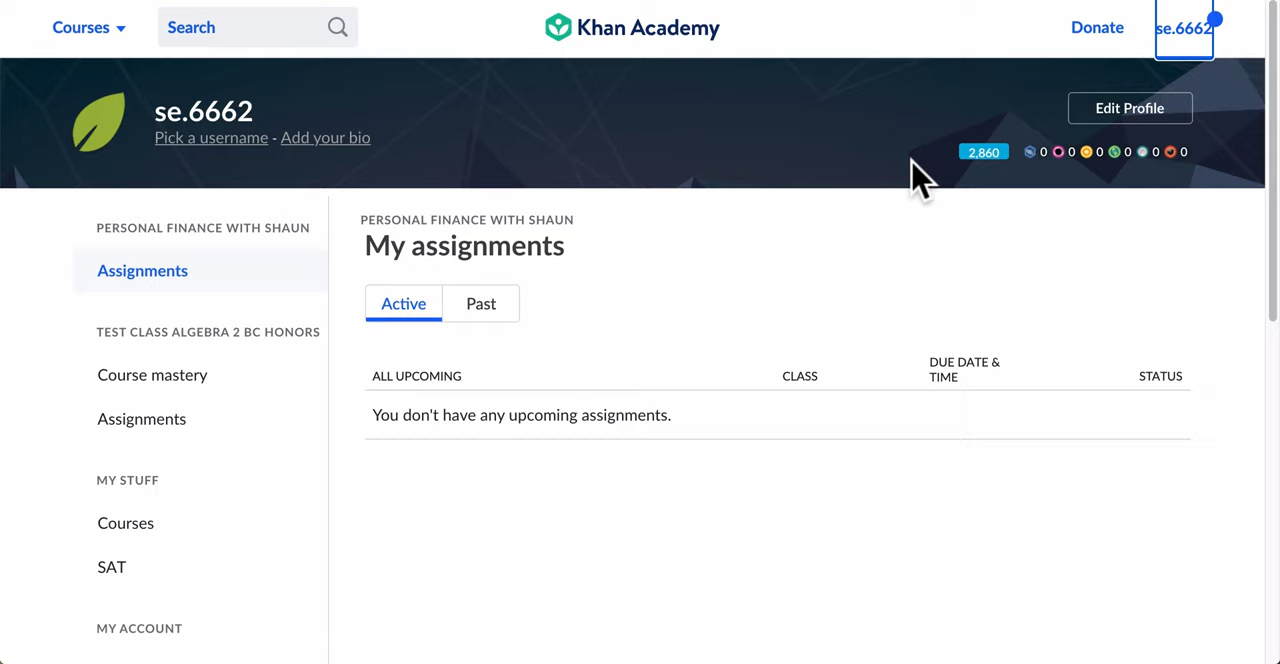 Courses
Search
Khan Academy
Donate
se.6662
se.6662
Pick a username - Add your bio
Edit Profile
2,860 0 0 0 0 0 0
PERSONAL FINANCE WITH SHAUN
Assignments
TEST CLASS ALGEBRA 2 BC HONORS
Course mastery
Assignments
MY STUFF
Courses
SAT
MY ACCOUNT
PERSONAL FINANCE WITH SHAUN
My assignments
Active Past
ALL UPCOMING CLASS DUE DATE &
TIME STATUS
You don't have any upcoming assignments.